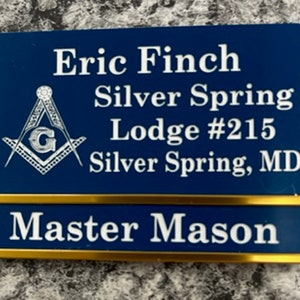 Eric Finch
Silver Spring
Lodge #215
G
Silver Spring, MD
Master Mason